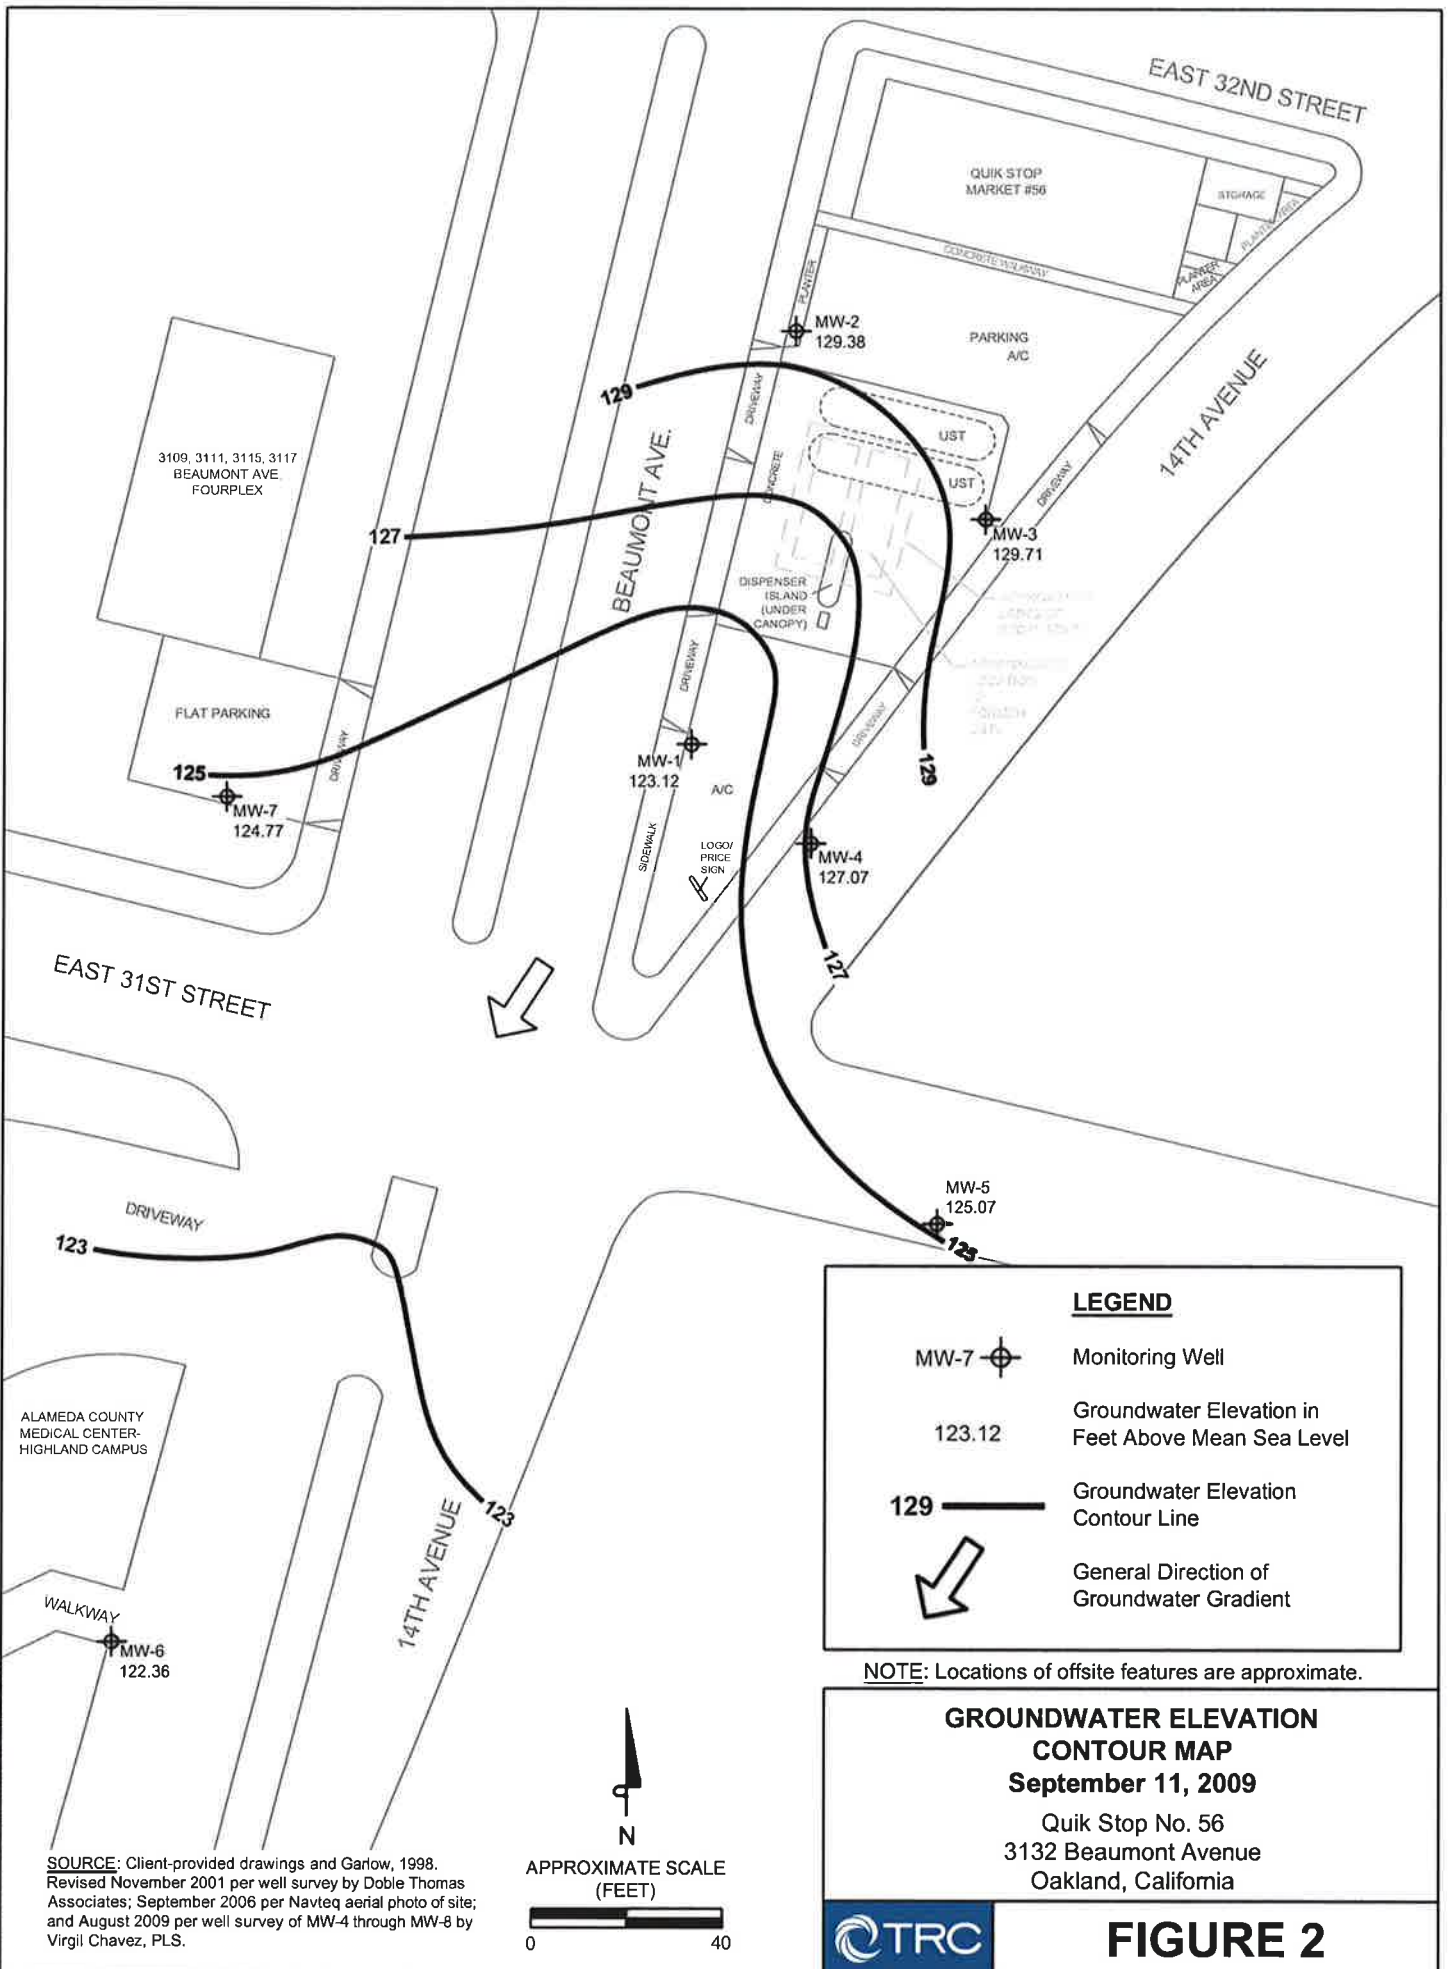 EAST 32ND STREET
QUIK STOP
MARKET #56
STORAGE
PLANTER AREA
CONCRETE WALKWAY
PLANTER
AREA
PLANTER
MW-2
129.38
PARKING
A/C
129
DRIVEWAY
UST
14TH AVENUE
3109, 3111, 3115, 3117
BEAUMONT AVE.
FOURPLEX
BEAUMONT AVE.
CONCRETE
UST
DRIVEWAY
127
MW-3
129.71
DISPENSER
ISLAND
(UNDER
CANOPY)
DRIVEWAY
FLAT PARKING
DRIVEWAY
DRIVEWAY
125
MW-1
123.12
A/C
129
MW-7
124.77
SIDEWALK
LOGO/
PRICE
SIGN
MW-4
127.07
127
EAST 31ST STREET
MW-5
125.07
125
DRIVEWAY
123
ALAMEDA COUNTY
MEDICAL CENTER-
HIGHLAND CAMPUS
123
14TH AVENUE
WALKWAY
MW-6
122.36
LEGEND
MW-7
Monitoring Well
123.12
Groundwater Elevation in
Feet Above Mean Sea Level
129
Groundwater Elevation
Contour Line
General Direction of
Groundwater Gradient
NOTE: Locations of offsite features are approximate.
GROUNDWATER ELEVATION
CONTOUR MAP
September 11, 2009
Quik Stop No. 56
3132 Beaumont Avenue
Oakland, California
TRC
FIGURE 2
N
APPROXIMATE SCALE
(FEET)
0 40
SOURCE: Client-provided drawings and Garlow, 1998.
Revised November 2001 per well survey by Doble Thomas
Associates; September 2006 per Navteq aerial photo of site;
and August 2009 per well survey of MW-4 through MW-8 by
Virgil Chavez, PLS.